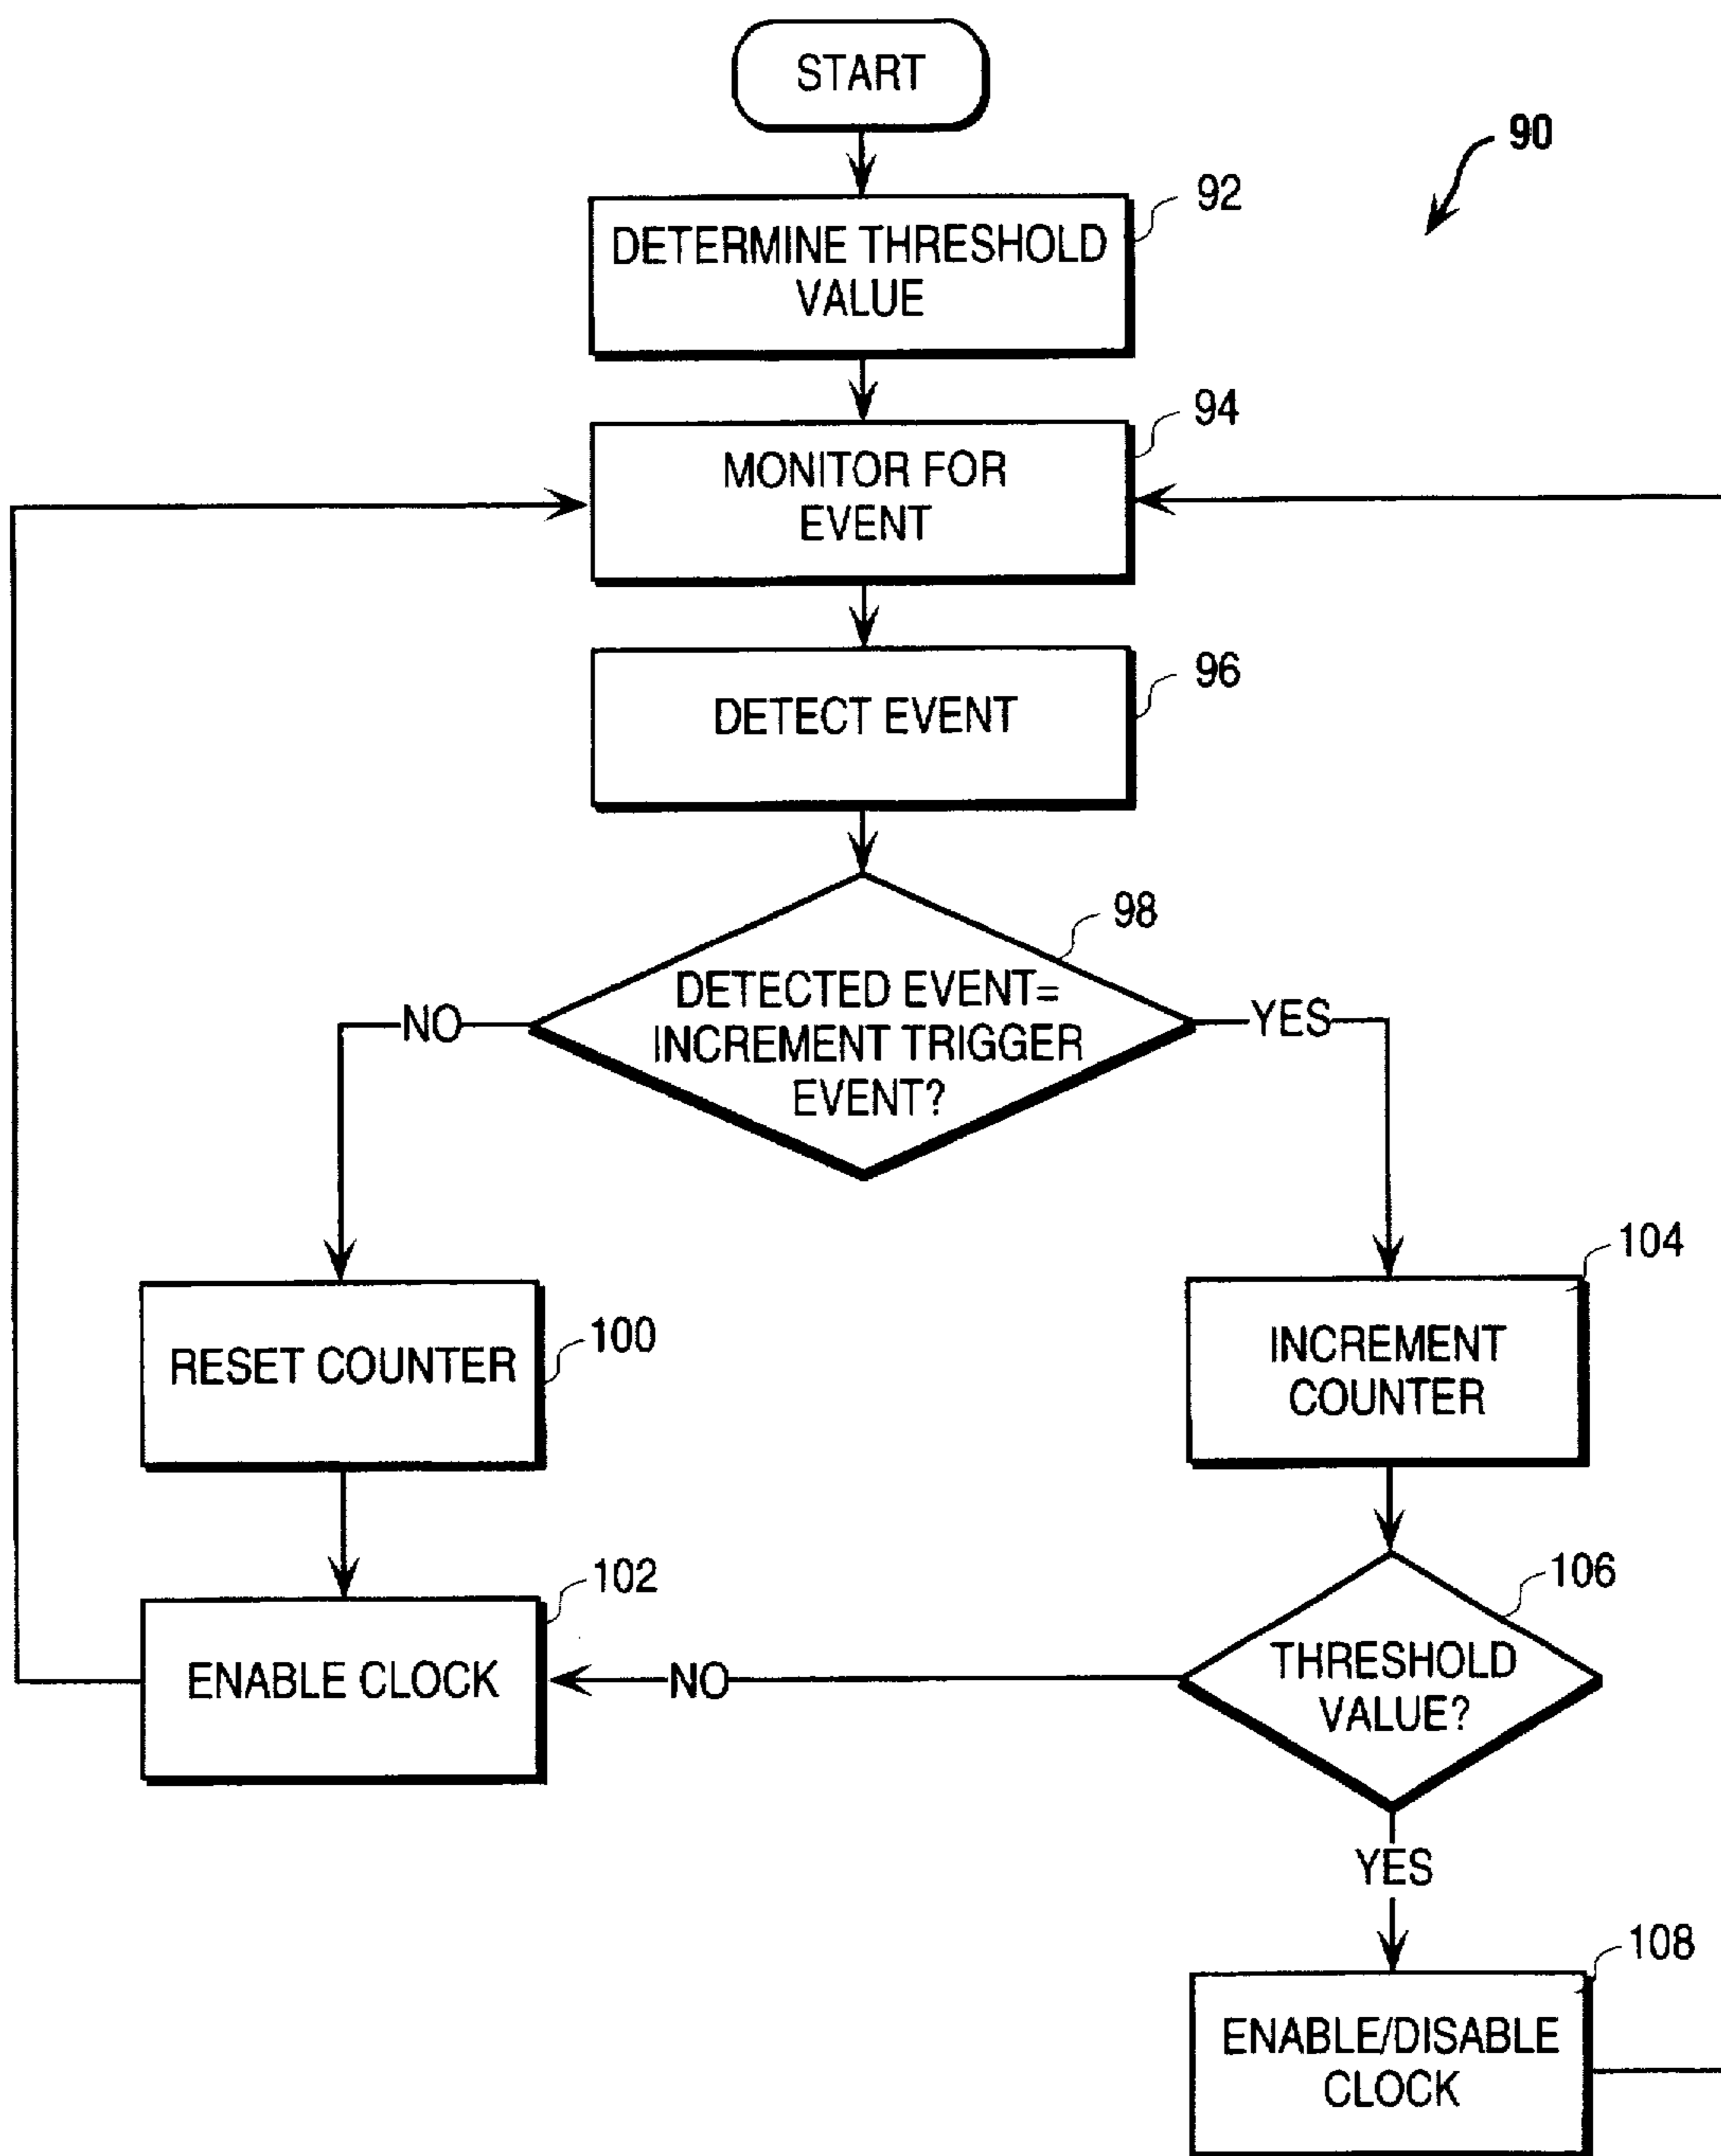 START
90
92
DETERMINE THRESHOLD
VALUE
94
MONITOR FOR
EVENT
96
DETECT EVENT
98
DETECTED EVENT=
INCREMENT TRIGGER
EVENT?
NO
YES
104
100
RESET COUNTER
INCREMENT
COUNTER
102
106
ENABLE CLOCK
NO
THRESHOLD
VALUE?
YES
108
ENABLE/DISABLE
CLOCK